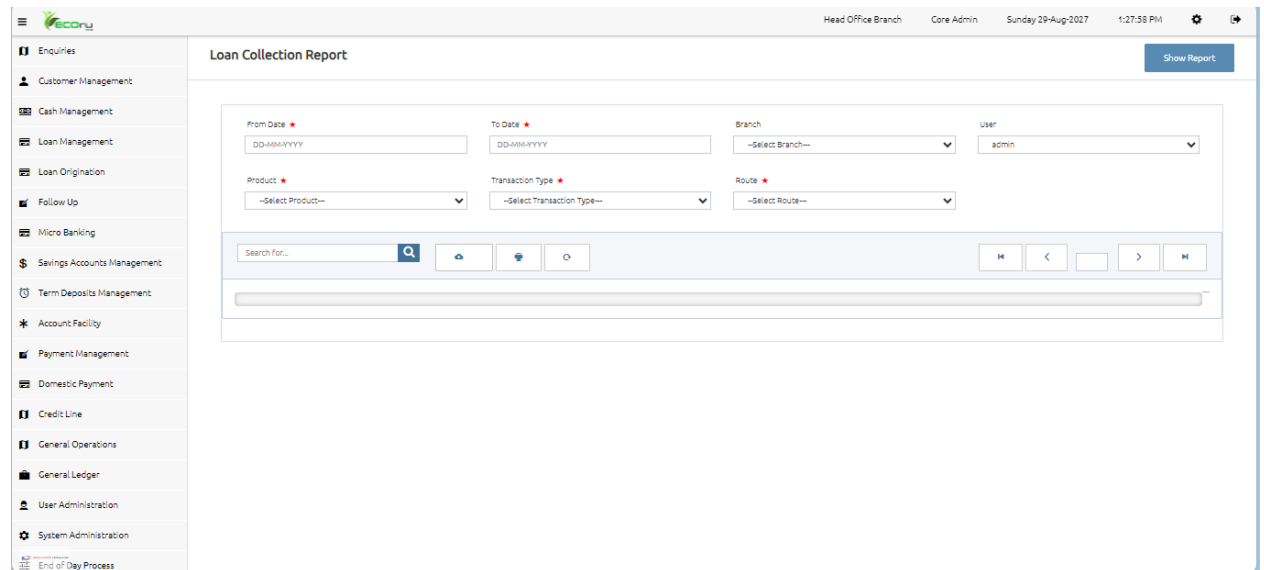 Vecory
Head Office Branch Core Admin Sunday 29-Aug-2027 1:27:58 PM
Enquiries
Customer Management
Cash Management
Loan Management
Loan Origination
Follow Up
Micro Banking
Savings Accounts Management
Term Deposits Management
Account Facility
Payment Management
Domestic Payment
Credit Line
General Operations
General Ledger
User Administration
System Administration
End of Day Process
Loan Collection Report
Show Report
From Date ★ To Date ★ Branch User
DD-MM-YYYY DD-MM-YYYY --Select Branch--- admin
Product ★ Transaction Type ★ Route ★
--Select Product--- --Select Transaction Type--- --Select Route---
Search for...